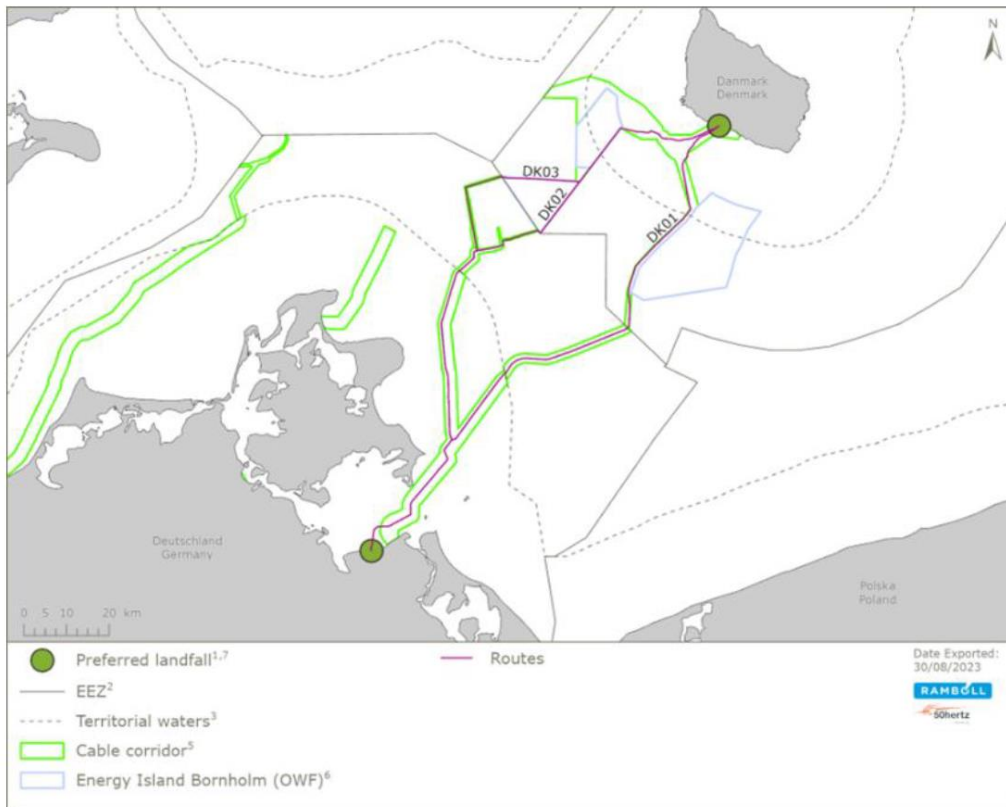 N
Danmark
Denmark
DK03
DK02
DK01
Deutschland
Germany
Polska
Poland
0 5 10 20 km
Preferred landfall1,7
Routes
EEZ2
Territorial waters3
Cable corridor5
Energy Island Bornholm (OWF)6
Date Exported:
30/08/2023
RAMBOLL
50hertz